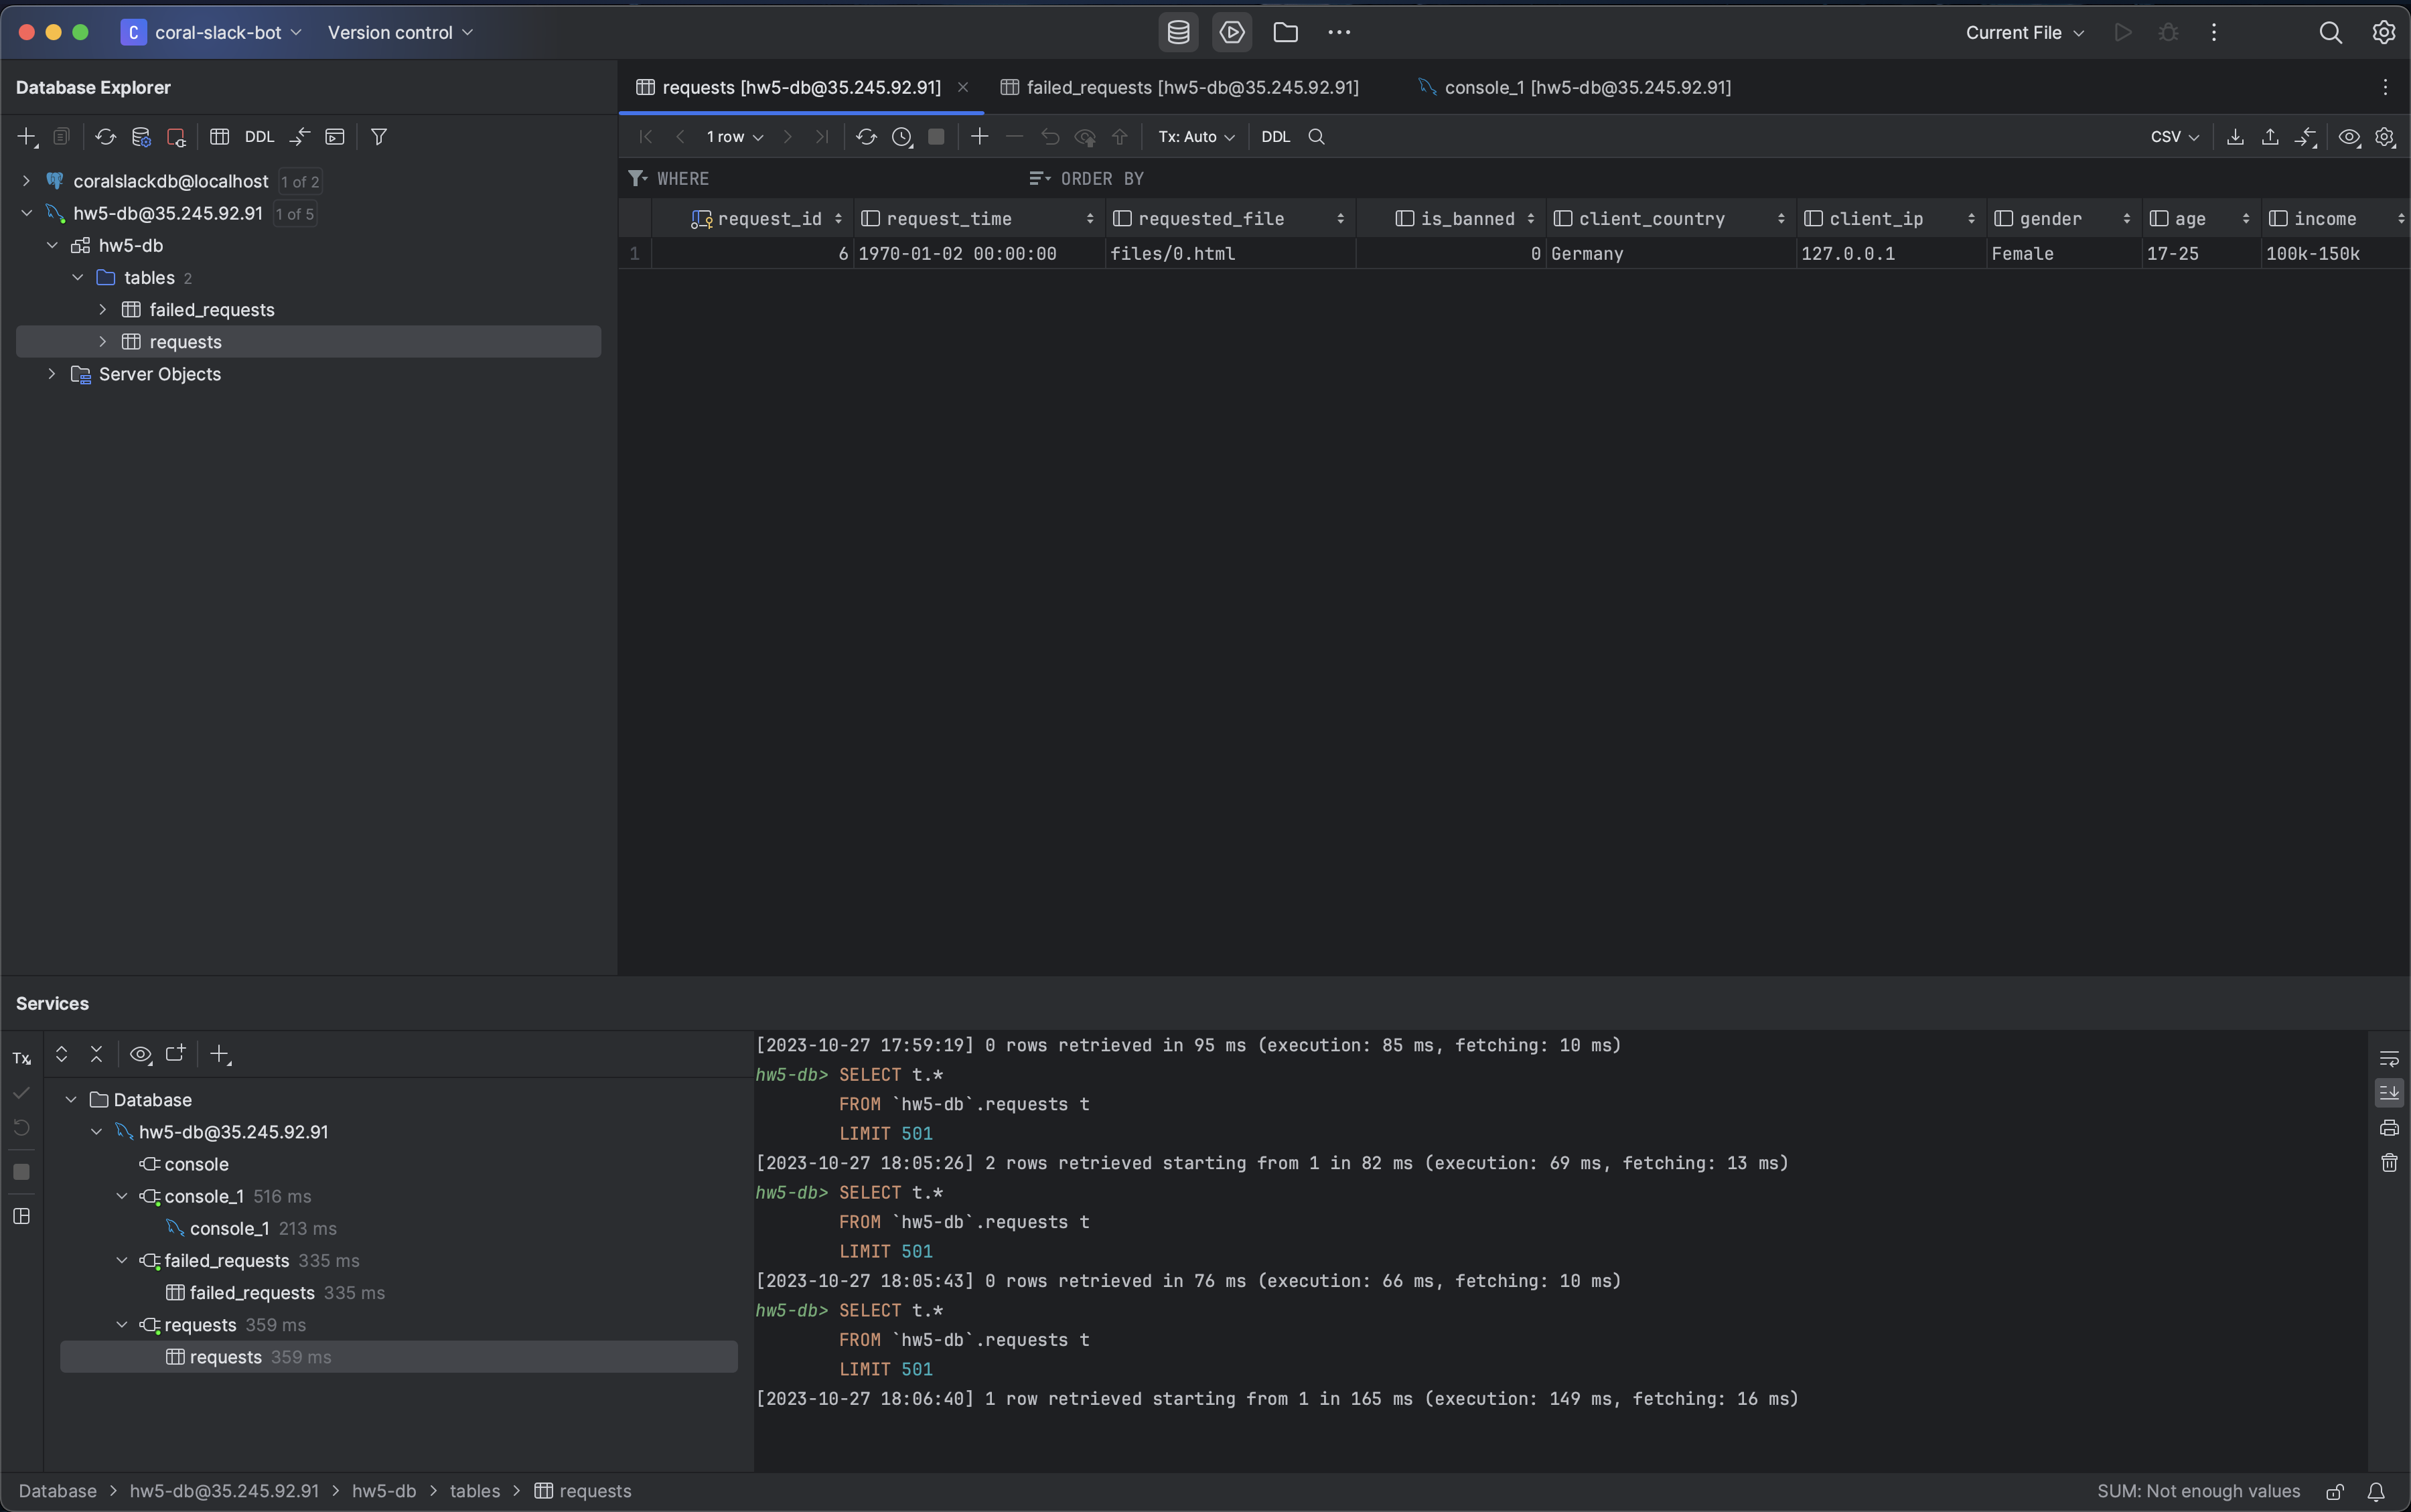 C coral-slack-bot Version control Current File
Database Explorer
requests [hw5-db@35.245.92.91] failed_requests [hw5-db@35.245.92.91] console_1 [hw5-db@35.245.92.91]
DDL
1 row Tx: Auto DDL CSV
WHERE ORDER BY
coralslackdb@localhost 1 of 2
hw5-db@35.245.92.91 1 of 5
hw5-db
tables 2
failed_requests
requests
Server Objects
request_id request_time requested_file is_banned client_country client_ip gender age income
1 6 1970-01-02 00:00:00 files/0.html 0 Germany 127.0.0.1 Female 17-25 100k-150k
Services
Tx
Database
hw5-db@35.245.92.91
console
console_1 516 ms
console_1 213 ms
failed_requests 335 ms
failed_requests 335 ms
requests 359 ms
requests 359 ms
[2023-10-27 17:59:19] 0 rows retrieved in 95 ms (execution: 85 ms, fetching: 10 ms)
hw5-db> SELECT t.*
FROM `hw5-db`.requests t
LIMIT 501
[2023-10-27 18:05:26] 2 rows retrieved starting from 1 in 82 ms (execution: 69 ms, fetching: 13 ms)
hw5-db> SELECT t.*
FROM `hw5-db`.requests t
LIMIT 501
[2023-10-27 18:05:43] 0 rows retrieved in 76 ms (execution: 66 ms, fetching: 10 ms)
hw5-db> SELECT t.*
FROM `hw5-db`.requests t
LIMIT 501
[2023-10-27 18:06:40] 1 row retrieved starting from 1 in 165 ms (execution: 149 ms, fetching: 16 ms)
Database > hw5-db@35.245.92.91 > hw5-db > tables > requests
SUM: Not enough values